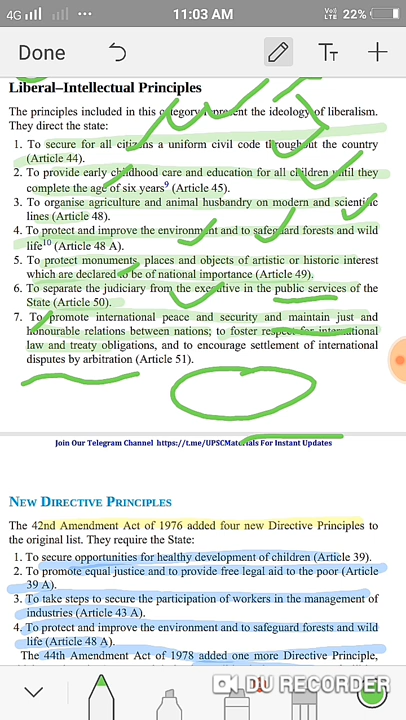 4G 11:03 AM Vo) LTE 22%
Done
Liberal–Intellectual Principles
The principles included in this category represent the ideology of liberalism.
They direct the state:
1. To secure for all citizens a uniform civil code throughout the country
(Article 44).
2. To provide early childhood care and education for all children until they
complete the age of six years9 (Article 45).
3. To organise agriculture and animal husbandry on modern and scientific
lines (Article 48).
4. To protect and improve the environment and to safeguard forests and wild
life10 (Article 48 A).
5. To protect monuments, places and objects of artistic or historic interest
which are declared to be of national importance (Article 49).
6. To separate the judiciary from the executive in the public services of the
State (Article 50).
7. To promote international peace and security and maintain just and
honourable relations between nations; to foster respect for international
law and treaty obligations, and to encourage settlement of international
disputes by arbitration (Article 51).
Join Our Telegram Channel https://t.me/UPSCMaterials For Instant Updates
NEW DIRECTIVE PRINCIPLES
The 42nd Amendment Act of 1976 added four new Directive Principles to
the original list. They require the State:
1. To secure opportunities for healthy development of children (Article 39).
2. To promote equal justice and to provide free legal aid to the poor (Article
39 A).
3. To take steps to secure the participation of workers in the management of
industries (Article 43 A).
4. To protect and improve the environment and to safeguard forests and wild
life (Article 48 A).
The 44th Amendment Act of 1978 added one more Directive Principle,
DU RECORDER